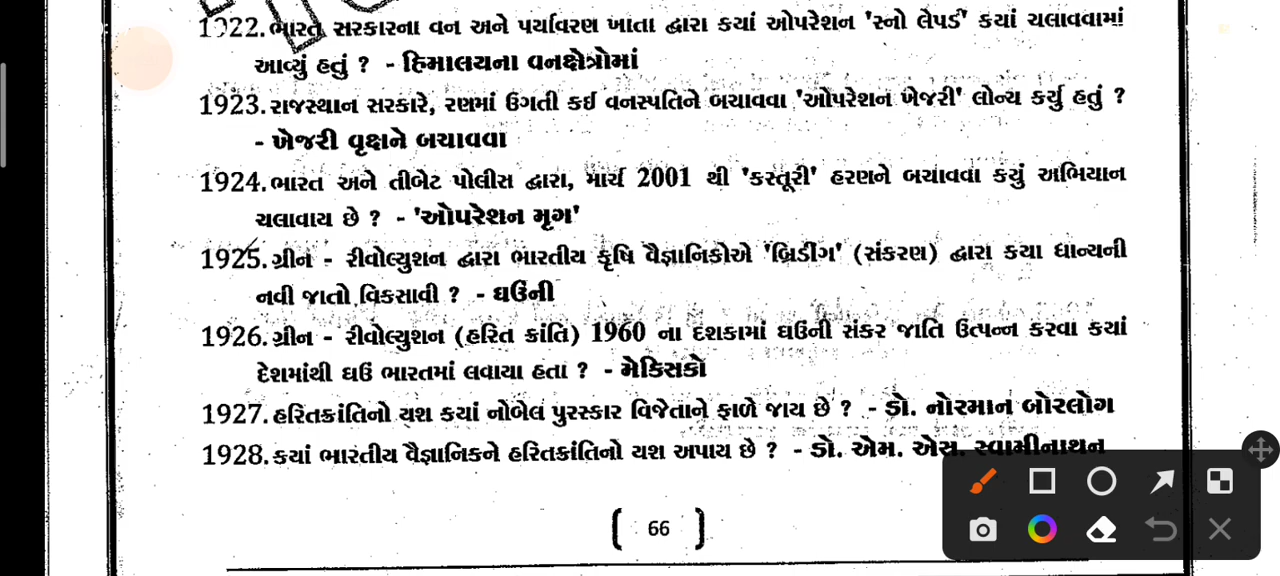 1922. ભારત સરકારના વન અને પર્યાવરણ ખાતા દ્વારા કયાં ઓપરેશન 'સ્નો લેપર્ડ' કયાં ચલાવવામાં
આવ્યું હતું ? - હિમાલયના વનક્ષેત્રોમાં
1923. રાજસ્થાન સરકારે, રણમાં ઉગતી કઈ વનસ્પતિને બચાવવા 'ઓપરેશન ખેજરી' લોન્ચ કર્યુ હતું ?
- ખેજરી વૃક્ષને બચાવવા
1924. ભારત અને તીબેટ પોલીસ દ્વારા, માર્ચ 2001 થી 'કસ્તૂરી' હરણને બચાવવા કયું અભિયાન
ચલાવાય છે ? - 'ઓપરેશન મૃગ'
1925. ગ્રીન - રીવોલ્યુશન દ્વારા ભારતીય કૃષિ વૈજ્ઞાનિકોએ 'બ્રિડીંગ' (સંકરણ) દ્વારા કયા ધાન્યની
નવી જાતો વિકસાવી ? - ઘઉંની
1926. ગ્રીન - રીવોલ્યુશન (હરિત ક્રાંતિ) 1960 ના દશકામાં ઘઉંની સંકર જાતિ ઉત્પન્ન કરવા કયાં
દેશમાંથી ઘઉં ભારતમાં લવાયા હતા ? - મેકિસકો
1927. હરિતક્રાંતિનો યશ કયાં નોબેલ પુરસ્કાર વિજેતાને ફાળે જાય છે ? - ડો. નોરમાન બોરલોગ
1928. કયાં ભારતીય વૈજ્ઞાનિકને હરિતક્રાંતિનો યશ અપાય છે ? - ડો. એમ. એસ. સ્વામીનાથન
( 66 )